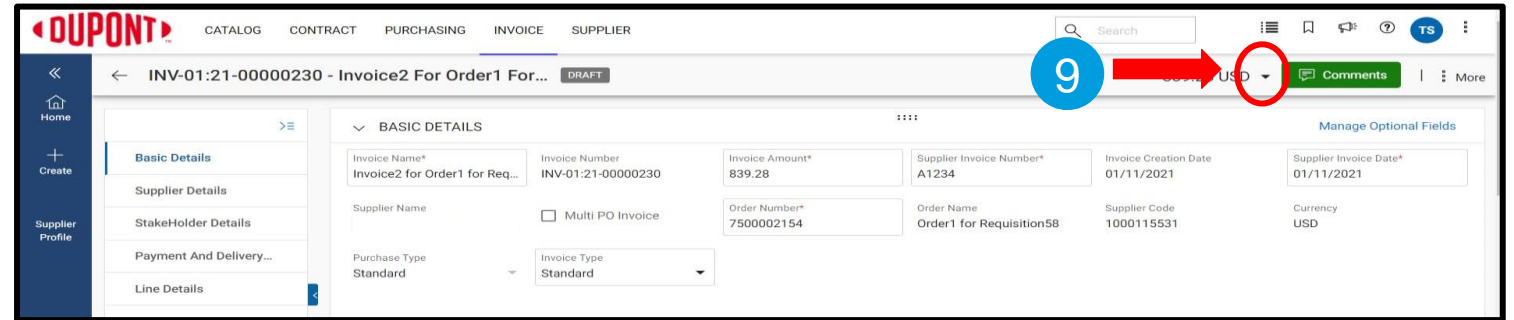 DUPONT CATALOG CONTRACT PURCHASING INVOICE SUPPLIER Search TS
INV-01:21-00000230 - Invoice2 For Order1 For... DRAFT 9 USD Comments More
Home
BASIC DETAILS Manage Optional Fields
Create
Basic Details
Supplier Details
Supplier Profile
StakeHolder Details
Payment And Delivery...
Line Details
Invoice Name* Invoice Number Invoice Amount* Supplier Invoice Number* Invoice Creation Date Supplier Invoice Date*
Invoice2 for Order1 for Req... INV-01:21-00000230 839.28 A1234 01/11/2021 01/11/2021
Supplier Name Multi PO Invoice Order Number* Order Name Supplier Code Currency
7500002154 Order1 for Requisition58 1000115531 USD
Purchase Type Invoice Type
Standard Standard